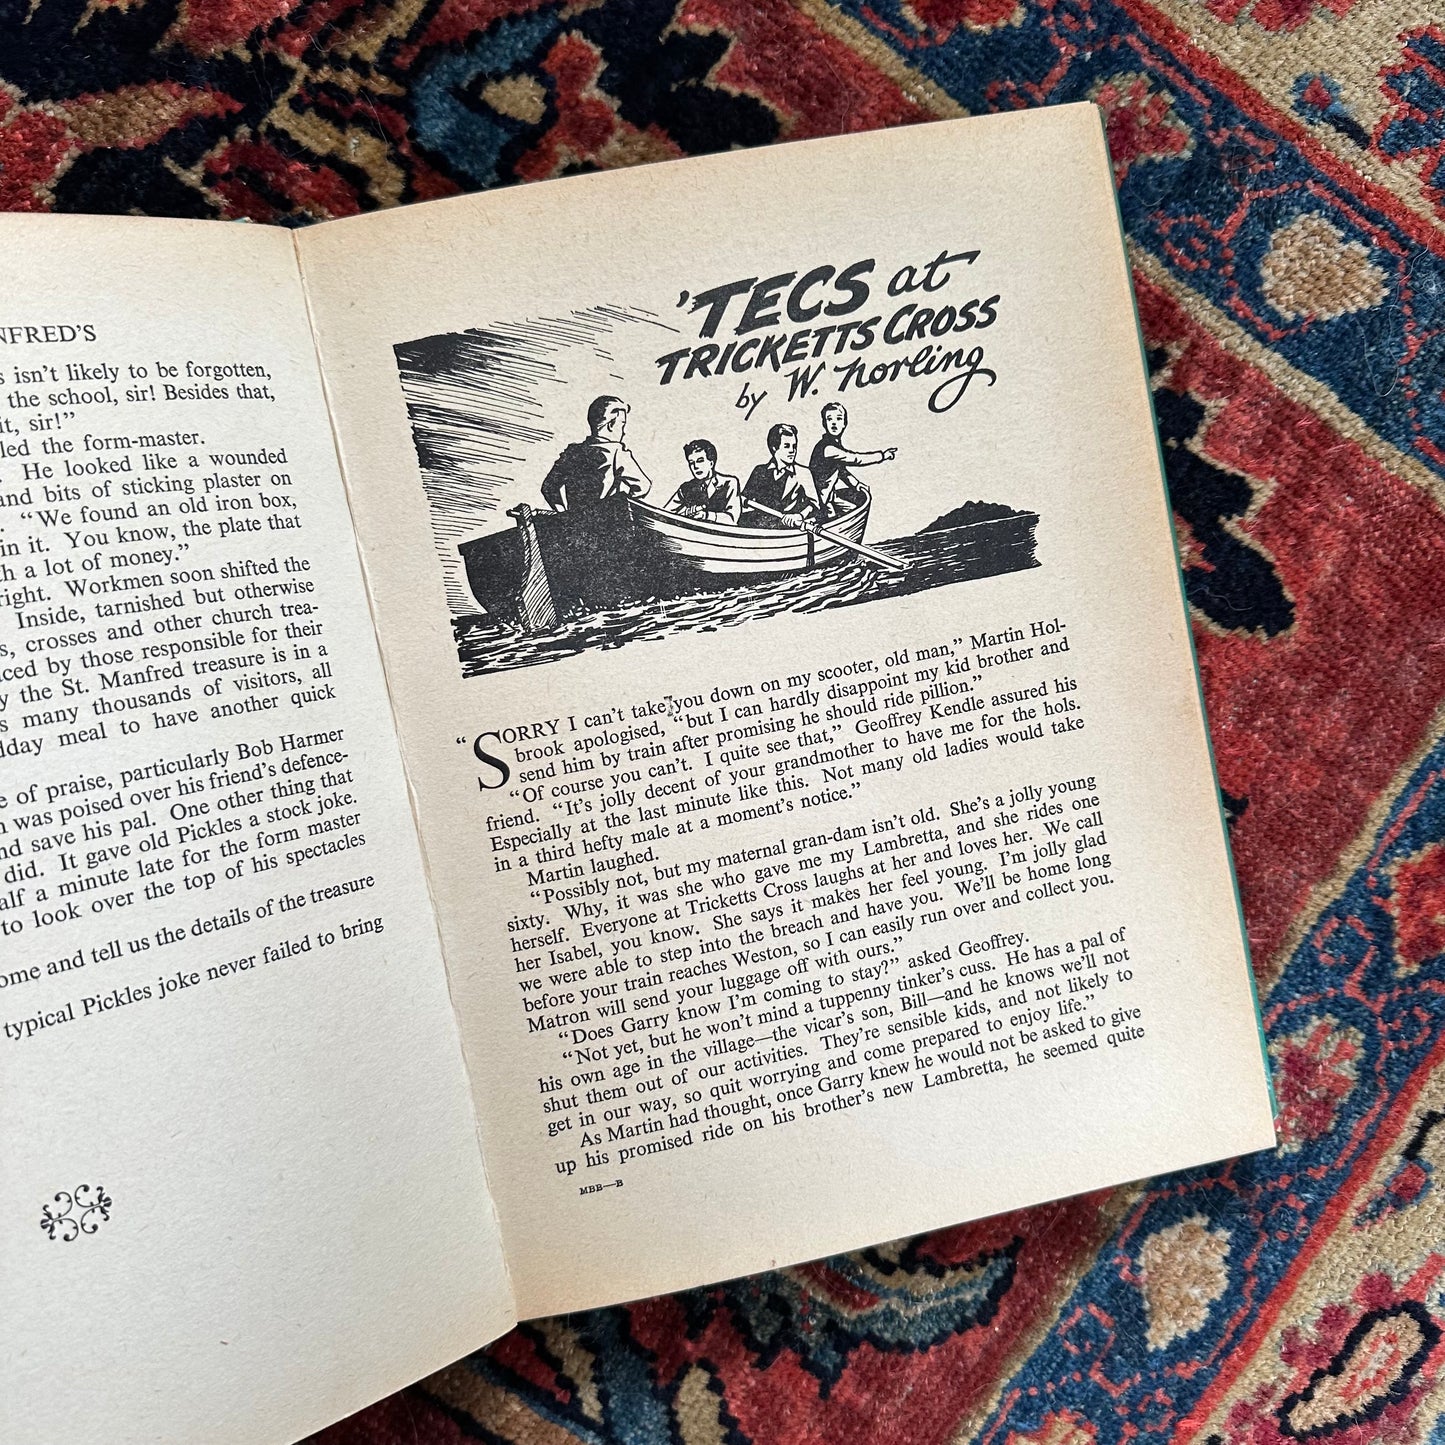 NFRED'S
s isn't likely to be forgotten,
the school, sir! Besides that,
it, sir!"
led the form-master.
. He looked like a wounded
and bits of sticking plaster on
. "We found an old iron box,
in it. You know, the plate that
h a lot of money."
right. Workmen soon shifted the
Inside, tarnished but otherwise
s, crosses and other church trea-
ced by those responsible for their
y the St. Manfred treasure is in a
s many thousands of visitors, all
dday meal to have another quick
e of praise, particularly Bob Harmer
n was poised over his friend's defence-
nd save his pal. One other thing that
did. It gave old Pickles a stock joke.
alf a minute late for the form master
to look over the top of his spectacles
ome and tell us the details of the treasure
typical Pickles joke never failed to bring
'TECS at
TRICKETTS CROSS
by W. Norling
"SORRY I can't take you down on my scooter, old man," Martin Hol-
brook apologised, "but I can hardly disappoint my kid brother and
send him by train after promising he should ride pillion."
"Of course you can't. I quite see that," Geoffrey Kendle assured his
friend. "It's jolly decent of your grandmother to have me for the hols.
Especially at the last minute like this. Not many old ladies would take
in a third hefty male at a moment's notice."
Martin laughed.
"Possibly not, but my maternal gran-dam isn't old. She's a jolly young
sixty. Why, it was she who gave me my Lambretta, and she rides one
herself. Everyone at Tricketts Cross laughs at her and loves her. We call
her Isabel, you know. She says it makes her feel young. I'm jolly glad
we were able to step into the breach and have you. We'll be home long
before your train reaches Weston, so I can easily run over and collect you.
Matron will send your luggage off with ours."
"Does Garry know I'm coming to stay?" asked Geoffrey.
"Not yet, but he won't mind a tuppenny tinker's cuss. He has a pal of
his own age in the village—the vicar's son, Bill—and he knows we'll not
shut them out of our activities. They're sensible kids, and not likely to
get in our way, so quit worrying and come prepared to enjoy life."
As Martin had thought, once Garry knew he would not be asked to give
up his promised ride on his brother's new Lambretta, he seemed quite
MBB—B